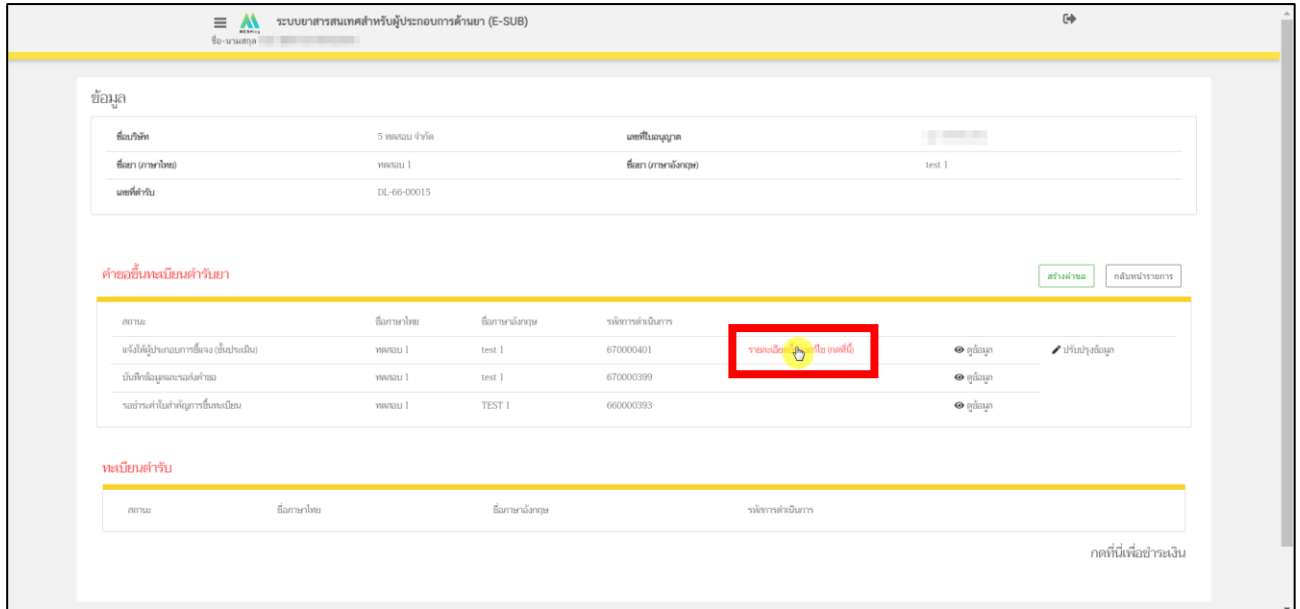 ระบบยาสารสนเทศสำหรับผู้ประกอบการด้านยา (E-SUB)
ชื่อ-นามสกุล
ข้อมูล
ชื่อบริษัท 5 ทดสอบ จำกัด เลขที่ใบอนุญาต
ชื่อยา (ภาษาไทย) ทดสอบ 1 ชื่อยา (ภาษาอังกฤษ) test 1
เลขที่ตำรับ DL-66-00015
คำขอขึ้นทะเบียนตำรับยา สร้างคำขอ กลับหน้ารายการ
สถานะ ชื่อภาษาไทย ชื่อภาษาอังกฤษ รหัสการดำเนินการ
แจ้งให้ผู้ประกอบการชี้แจง (ขั้นประเมิน) ทดสอบ 1 test 1 670000401 (กดที่นี้) ดูข้อมูล ปรับปรุงข้อมูล
บันทึกข้อมูลและรอส่งคำขอ ทดสอบ 1 test 1 670000399 ดูข้อมูล
รอชำระค่าใบสำคัญการขึ้นทะเบียน ทดสอบ 1 TEST 1 660000393 ดูข้อมูล
ทะเบียนตำรับ
สถานะ ชื่อภาษาไทย ชื่อภาษาอังกฤษ รหัสการดำเนินการ
กดที่นี่เพื่อชำระเงิน